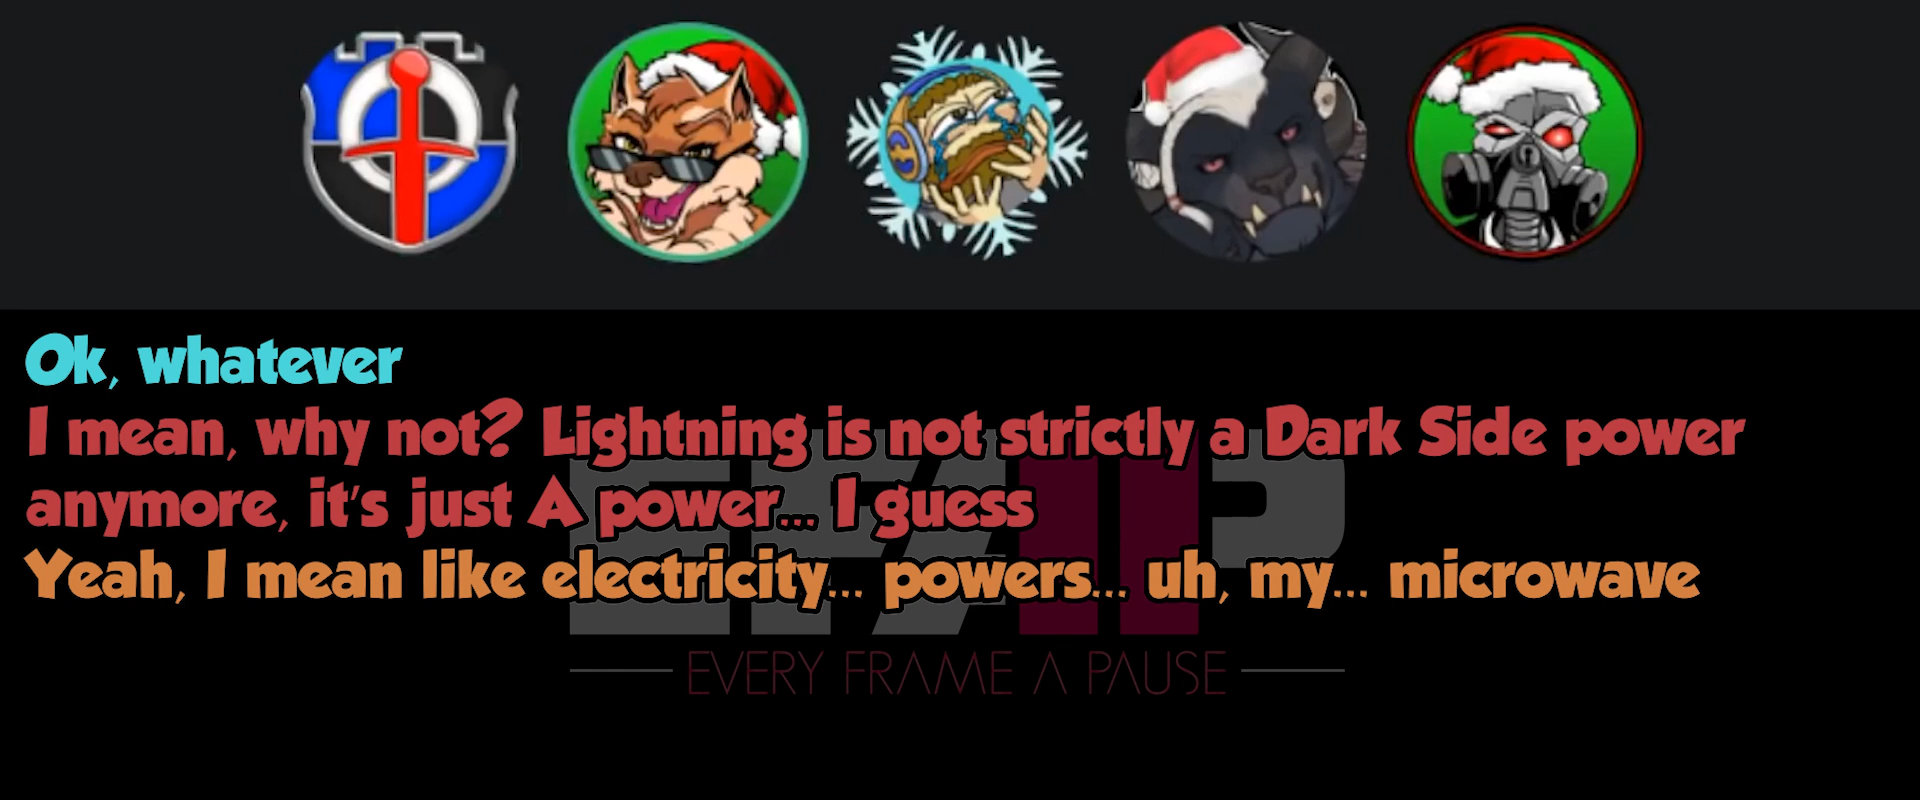 Ok, whatever
I mean, why not? Lightning is not strictly a Dark Side power
anymore, it's just A power... I guess
Yeah, I mean like electricity... powers... uh, my... microwave
EFAP
EVERY FRAME A PAUSE